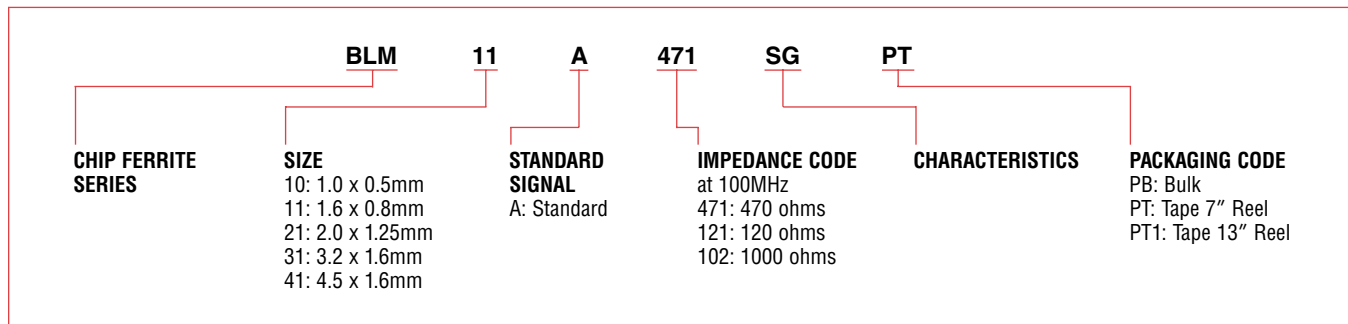 BLM 11 A 471 SG PT
CHIP FERRITE
SERIES
SIZE
10: 1.0 x 0.5mm
11: 1.6 x 0.8mm
21: 2.0 x 1.25mm
31: 3.2 x 1.6mm
41: 4.5 x 1.6mm
STANDARD
SIGNAL
A: Standard
IMPEDANCE CODE
at 100MHz
471: 470 ohms
121: 120 ohms
102: 1000 ohms
CHARACTERISTICS
PACKAGING CODE
PB: Bulk
PT: Tape 7″ Reel
PT1: Tape 13″ Reel